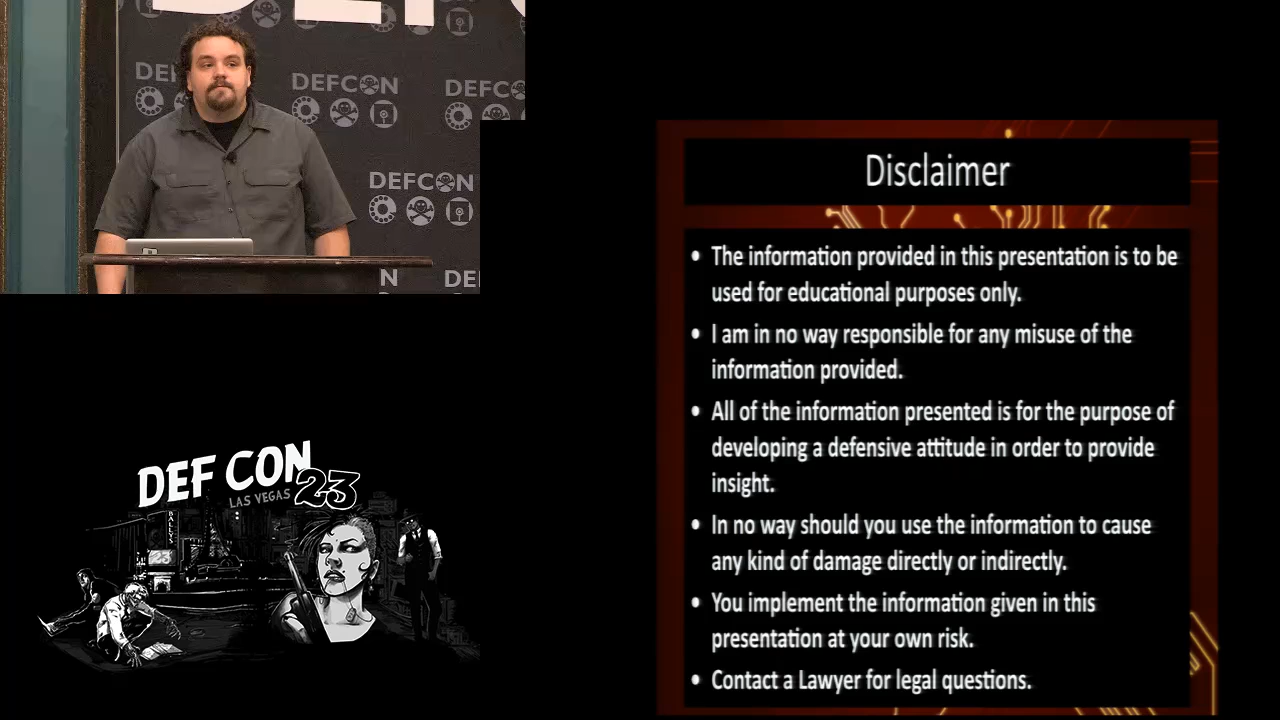 DEFCON
DEFCON
DEFCON
DEFCON
N
DE
DEF CON
LAS VEGAS
23
BALLYS
23
Disclaimer
• The information provided in this presentation is to be
used for educational purposes only.
• I am in no way responsible for any misuse of the
information provided.
• All of the information presented is for the purpose of
developing a defensive attitude in order to provide
insight.
• In no way should you use the information to cause
any kind of damage directly or indirectly.
• You implement the information given in this
presentation at your own risk.
• Contact a Lawyer for legal questions.